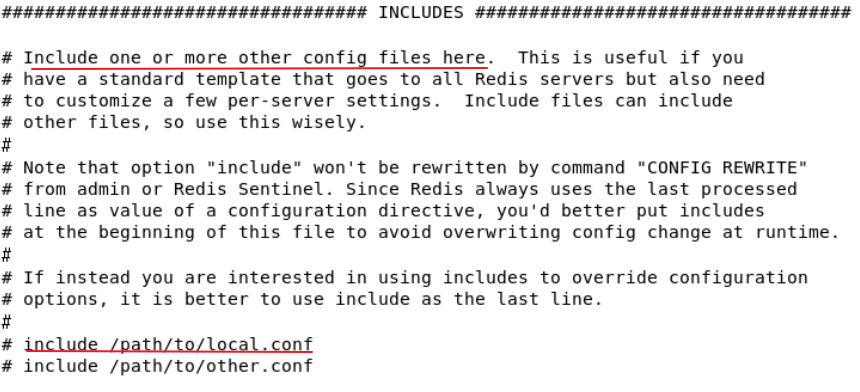 ################################## INCLUDES ###################################
# Include one or more other config files here.  This is useful if you
# have a standard template that goes to all Redis servers but also need
# to customize a few per-server settings.  Include files can include
# other files, so use this wisely.
#
# Note that option "include" won't be rewritten by command "CONFIG REWRITE"
# from admin or Redis Sentinel. Since Redis always uses the last processed
# line as value of a configuration directive, you'd better put includes
# at the beginning of this file to avoid overwriting config change at runtime.
#
# If instead you are interested in using includes to override configuration
# options, it is better to use include as the last line.
#
# include /path/to/local.conf
# include /path/to/other.conf